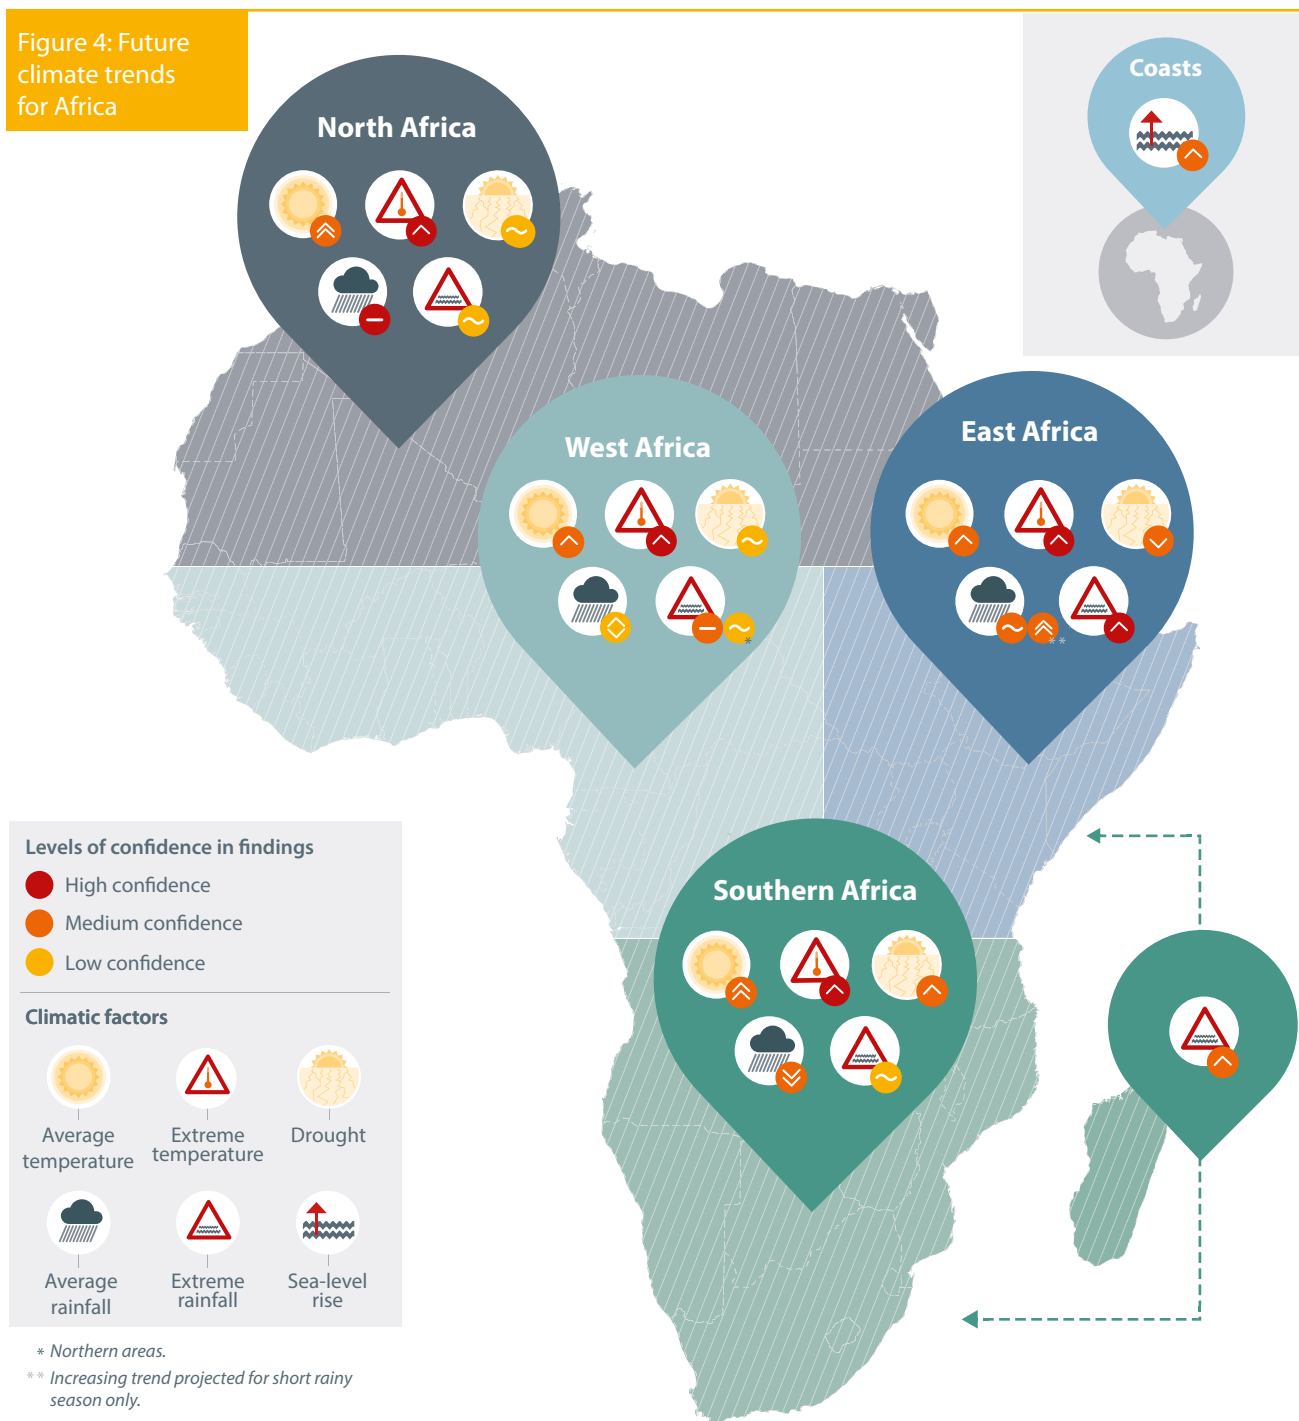 Figure 4: Future
climate trends
for Africa
Coasts
North Africa
West Africa
*
East Africa
**
Southern Africa
Levels of confidence in findings
High confidence
Medium confidence
Low confidence
Climatic factors
Average
temperature
Extreme
temperature
Drought
Average
rainfall
Extreme
rainfall
Sea-level
rise
* Northern areas.
** Increasing trend projected for short rainy
season only.